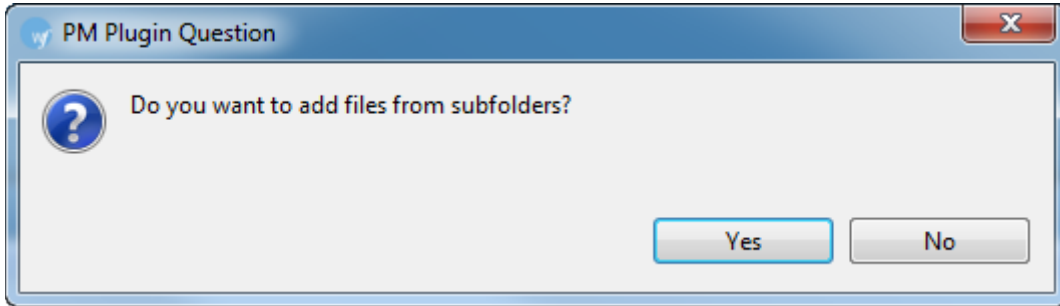 PM Plugin Question
Do you want to add files from subfolders?
Yes
No